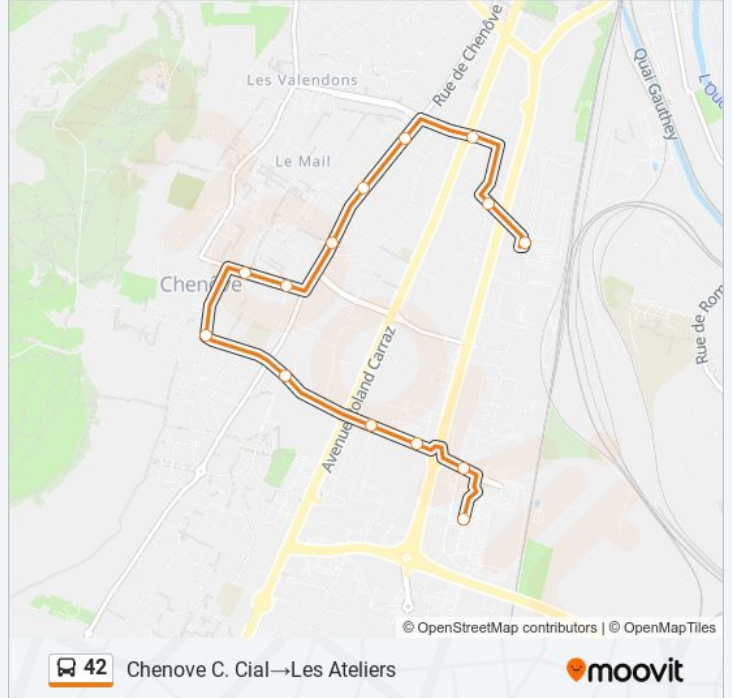 Rue de Chenôve
Les Valendons
Quai Gauthey
L'Ouc
Le Mail
Chenôve
Rue de Rom
Avenue Roland Carraz
© OpenStreetMap contributors | © OpenMapTiles
42 Chenove C. Cial→Les Ateliers
moovit